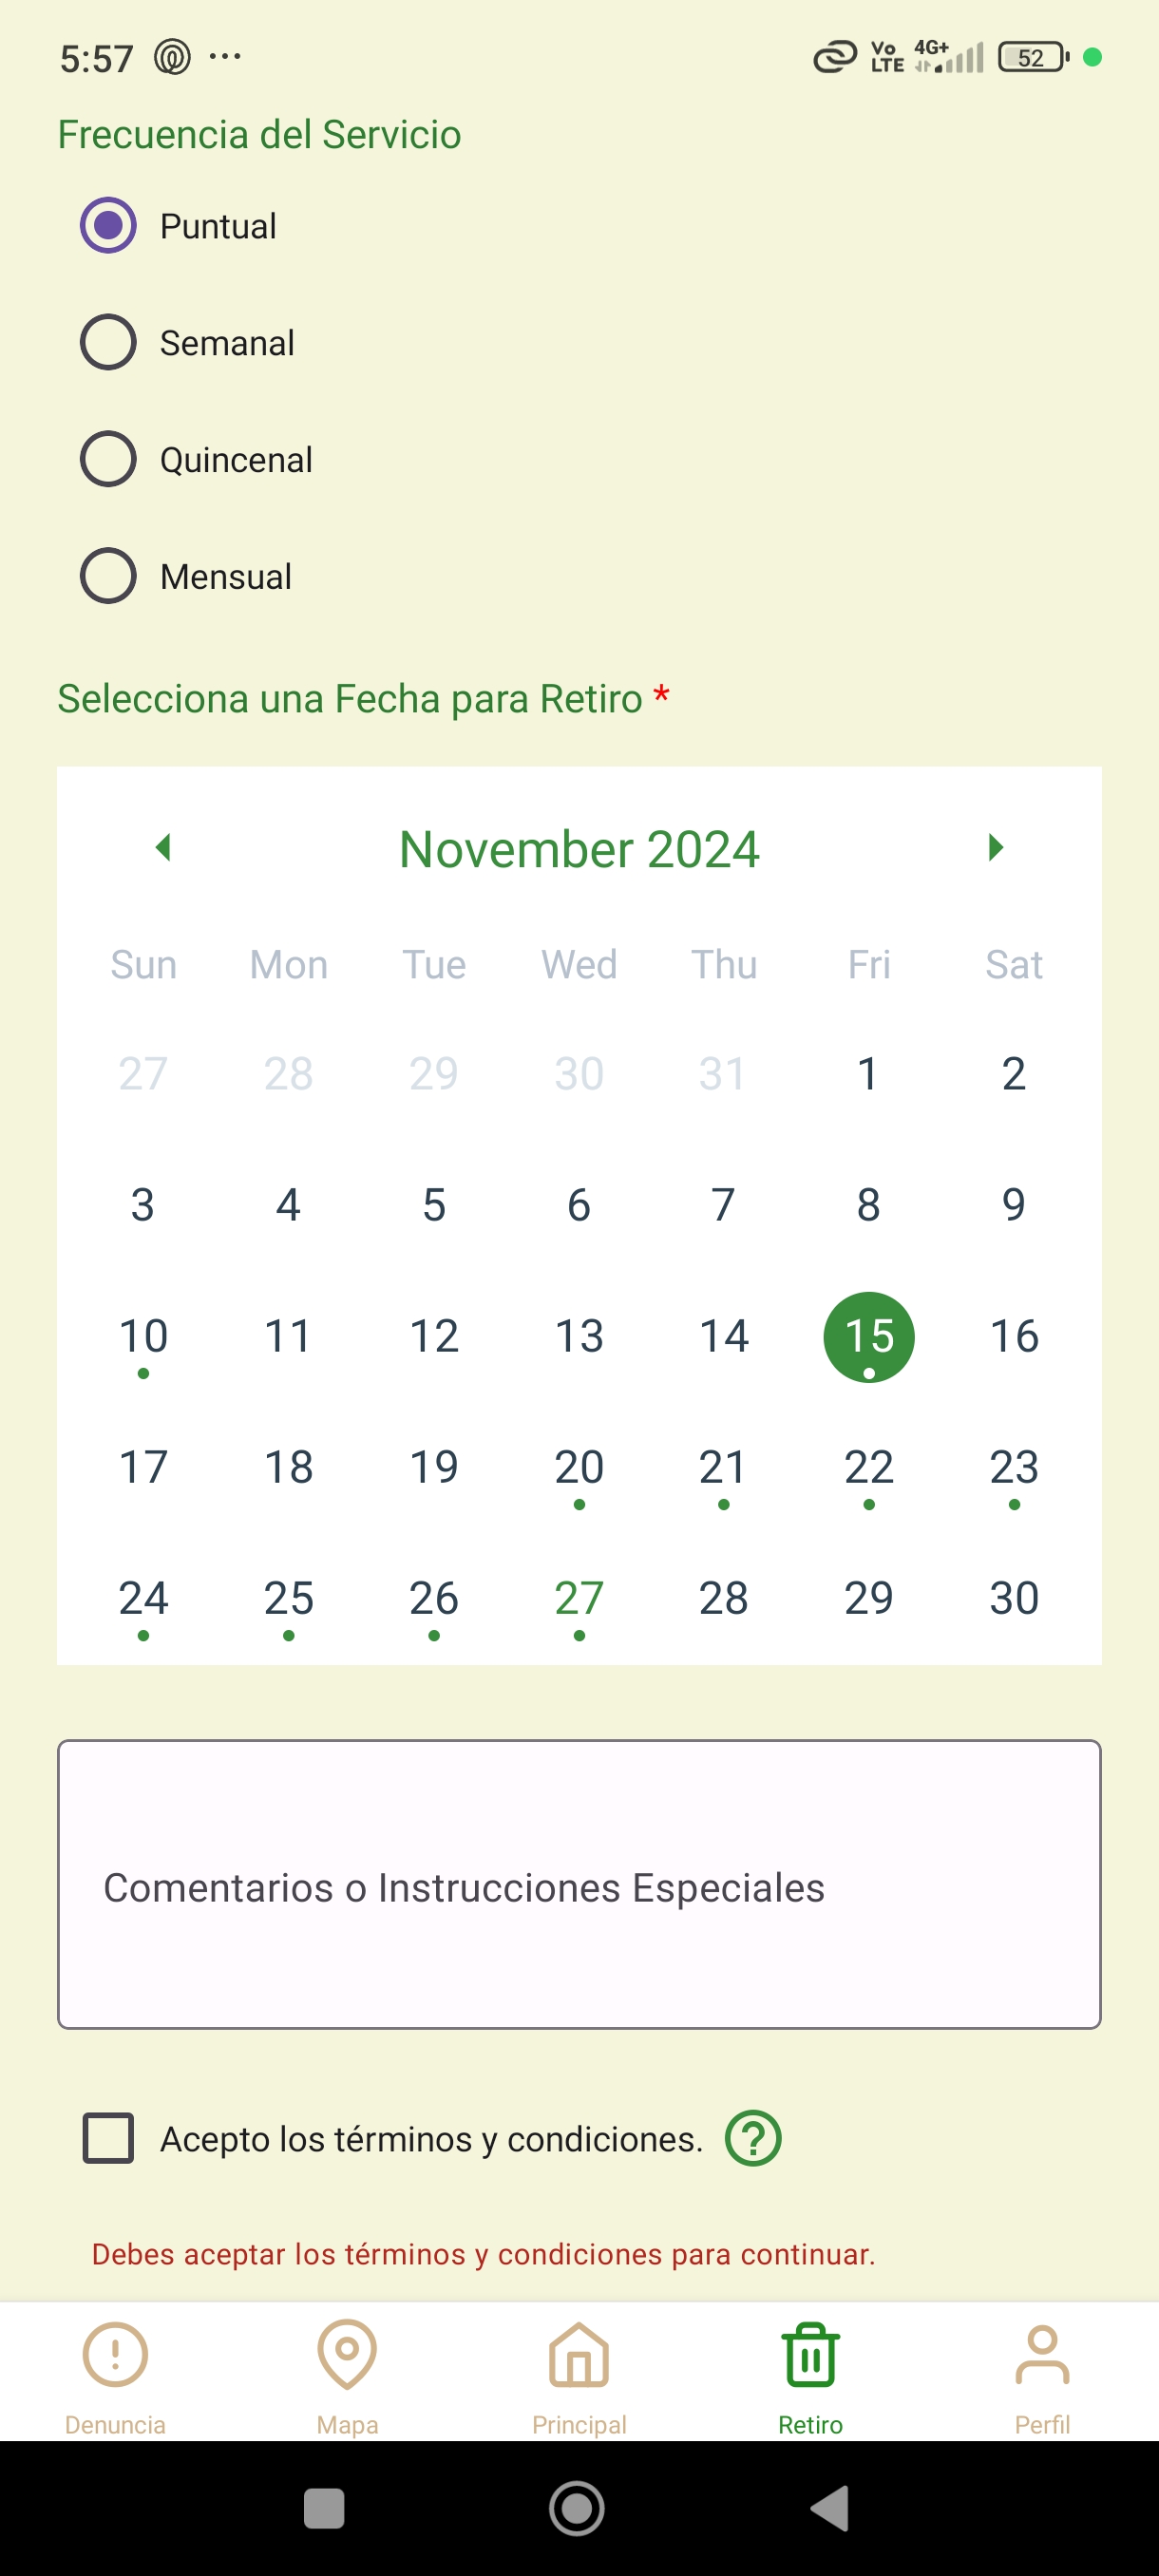 5:57 ... Vo LTE 4G+ 52
Frecuencia del Servicio
Puntual
Semanal
Quincenal
Mensual
Selecciona una Fecha para Retiro *
November 2024
Sun Mon Tue Wed Thu Fri Sat
27 28 29 30 31 1 2
3 4 5 6 7 8 9
10 11 12 13 14 15 16
17 18 19 20 21 22 23
24 25 26 27 28 29 30
Comentarios o Instrucciones Especiales
Acepto los términos y condiciones. ?
Debes aceptar los términos y condiciones para continuar.
Denuncia Mapa Principal Retiro Perfil